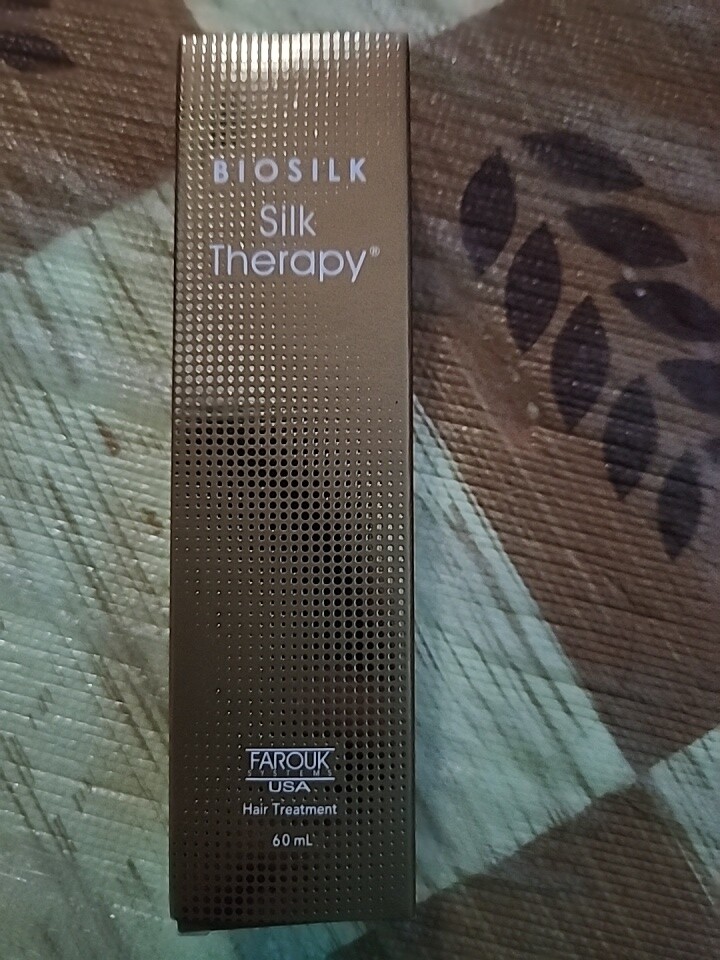 BIOSILK
Silk
Therapy®
FAROUK
SYSTEMS
USA
Hair Treatment
60 mL